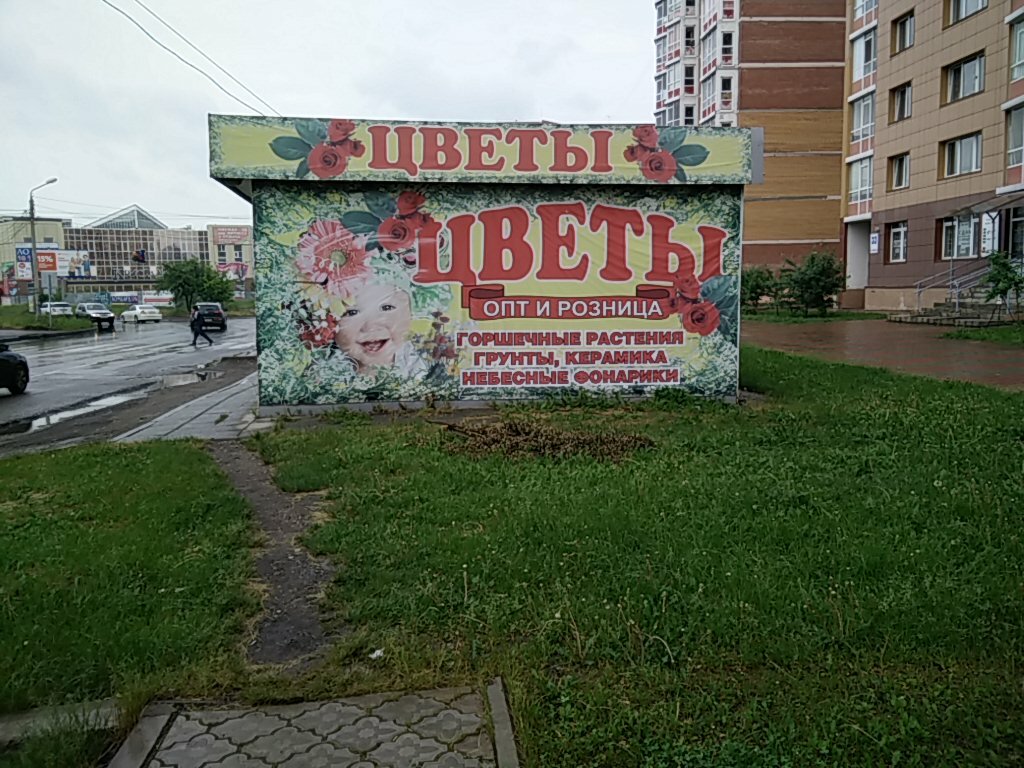 ЦВЕТЫ
ЦВЕТЫ
ОПТ И РОЗНИЦА
ГОРШЕЧНЫЕ РАСТЕНИЯ
ГРУНТЫ, КЕРАМИКА
НЕБЕСНЫЕ ФОНАРИКИ